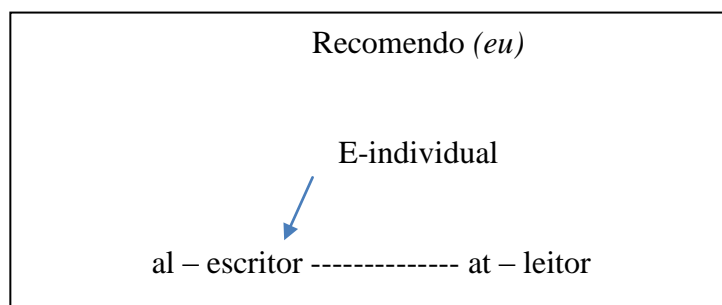 Recomendo (eu)
E-individual
al – escritor -------------- at – leitor